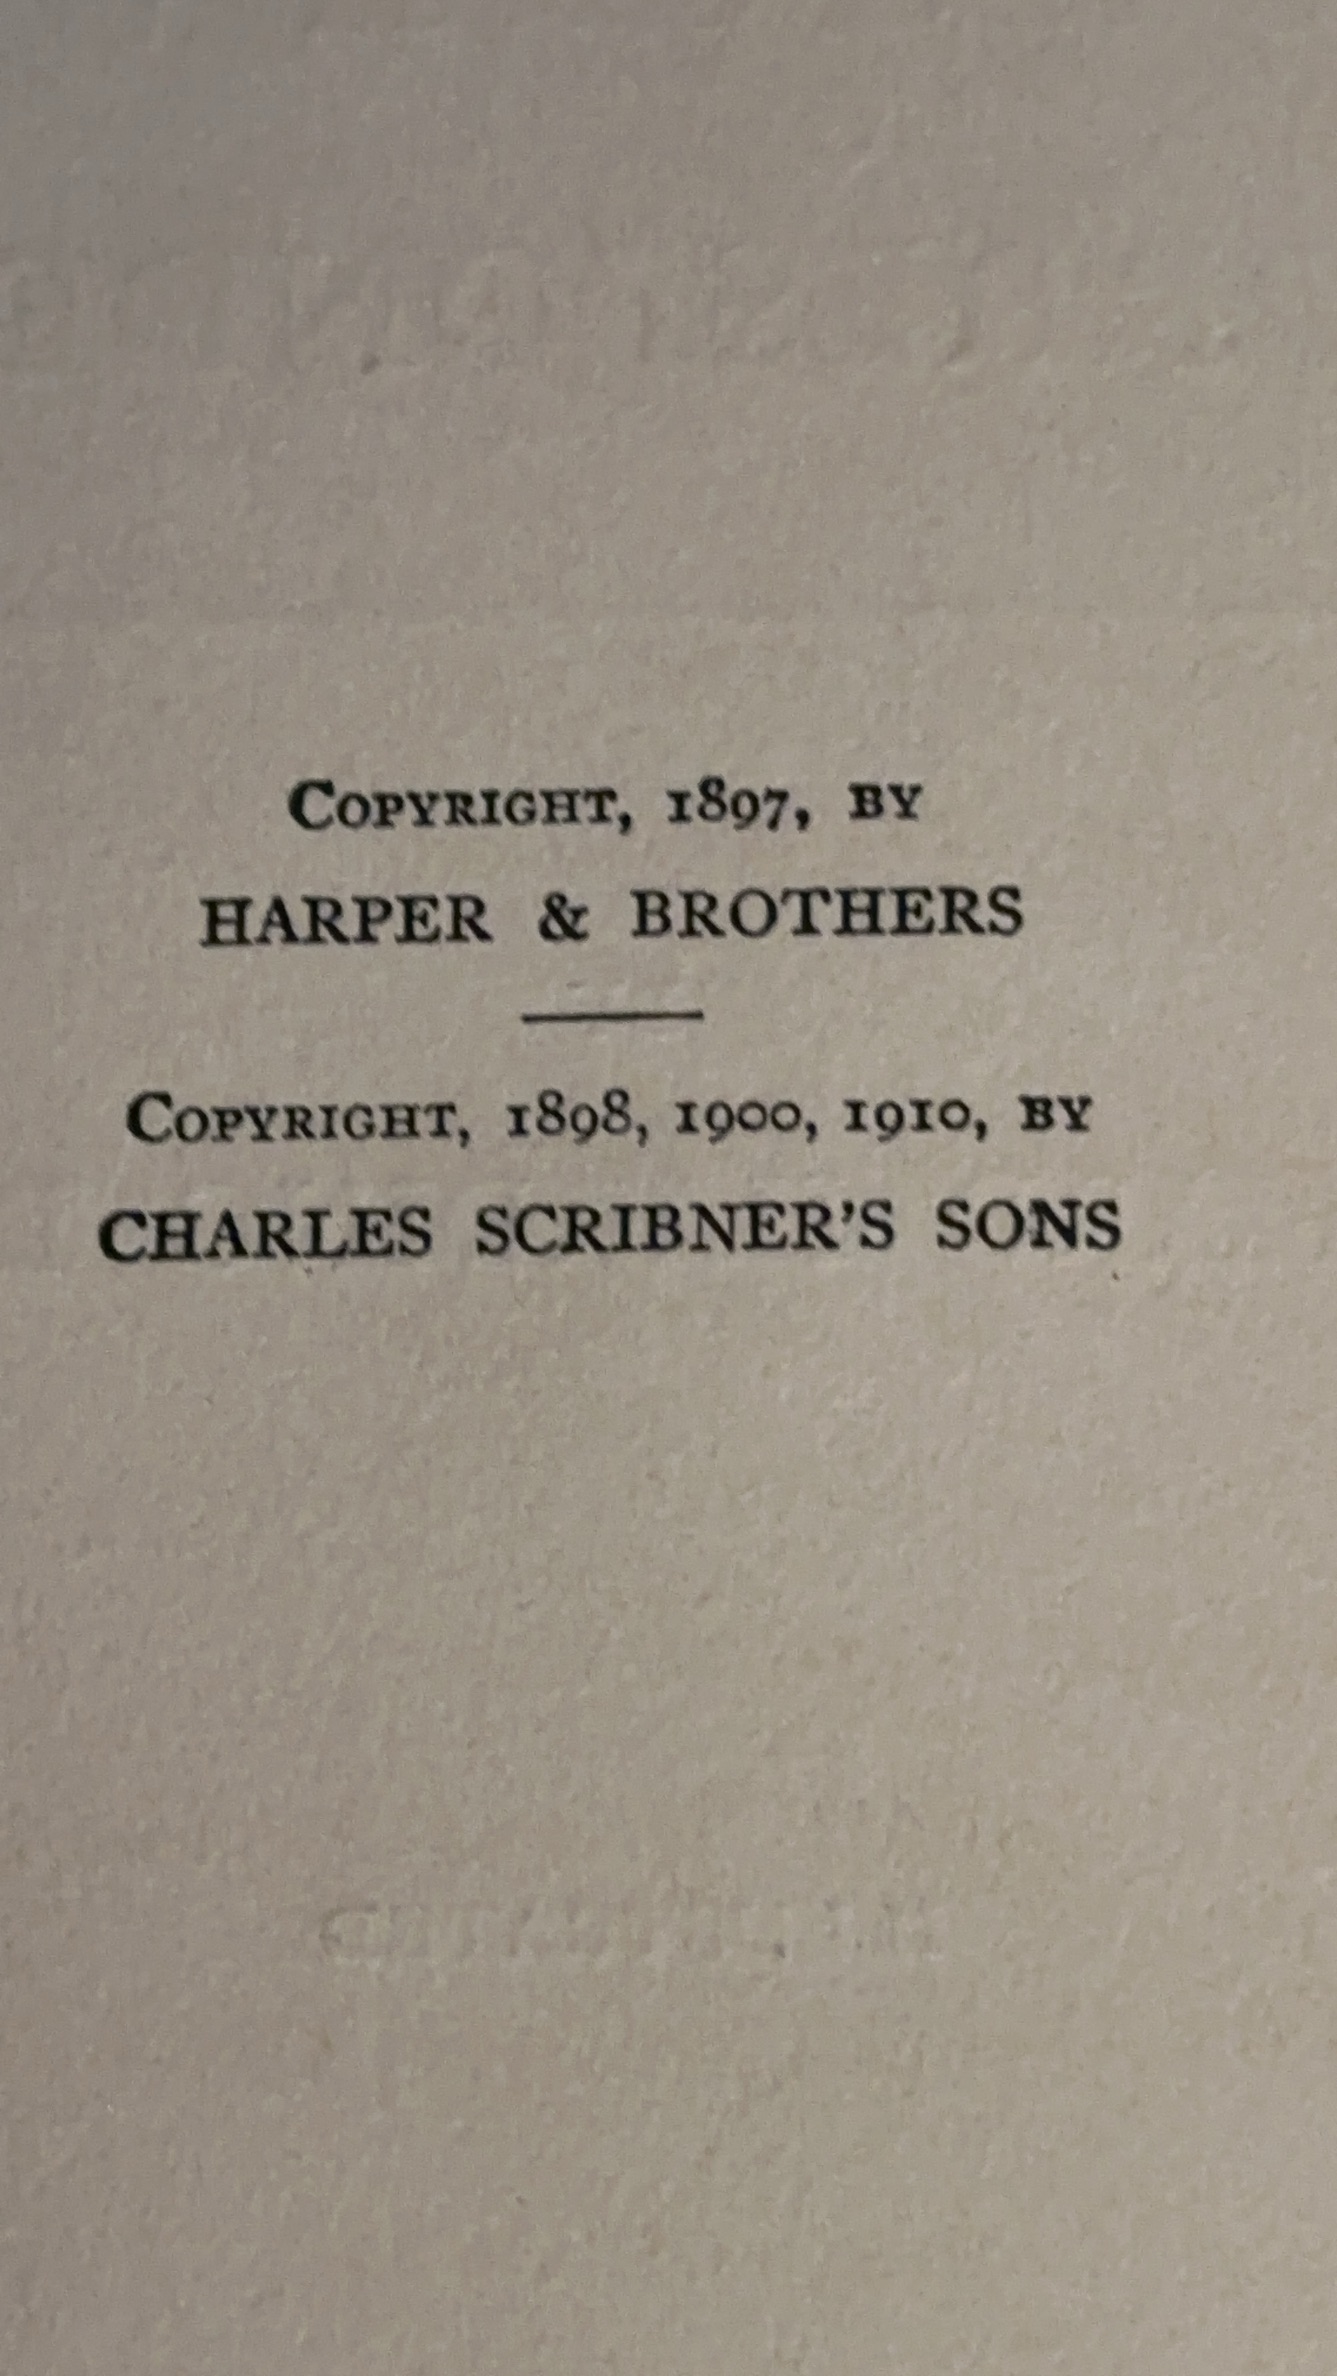 COPYRIGHT, 1897, BY
HARPER & BROTHERS
COPYRIGHT, 1898, 1900, 1910, BY
CHARLES SCRIBNER'S SONS